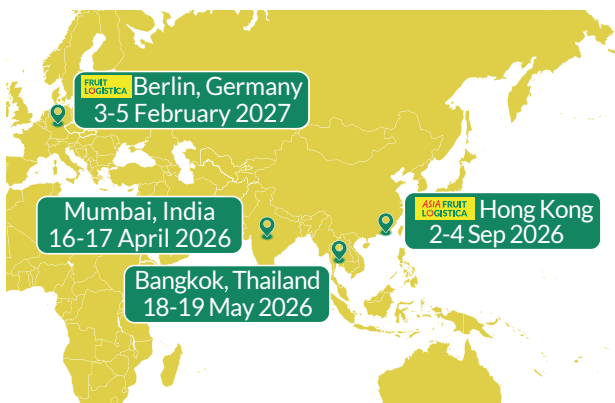 FRUIT
LOGISTICA
Berlin, Germany
3-5 February 2027
Mumbai, India
16-17 April 2026
ASIA FRUIT
LOGISTICA
Hong Kong
2-4 Sep 2026
Bangkok, Thailand
18-19 May 2026